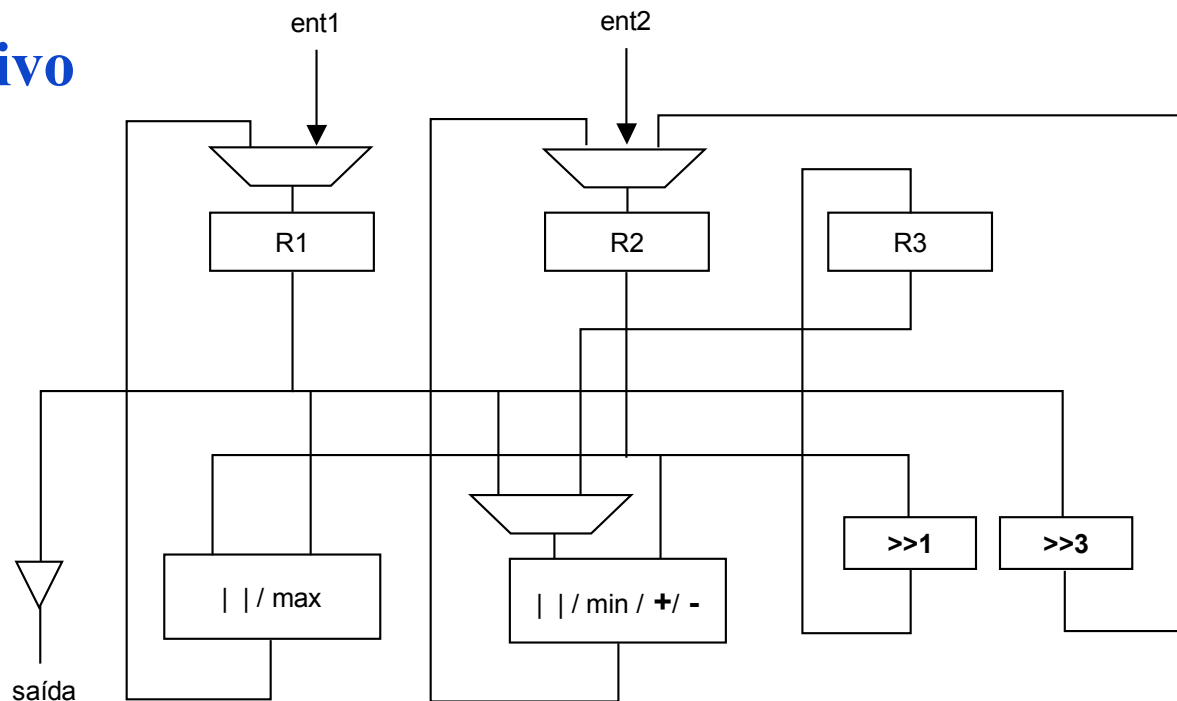 ent1
ent2
ivo
R1
R2
R3
>>1
>>3
| | / max
| | / min / +/ -
saída